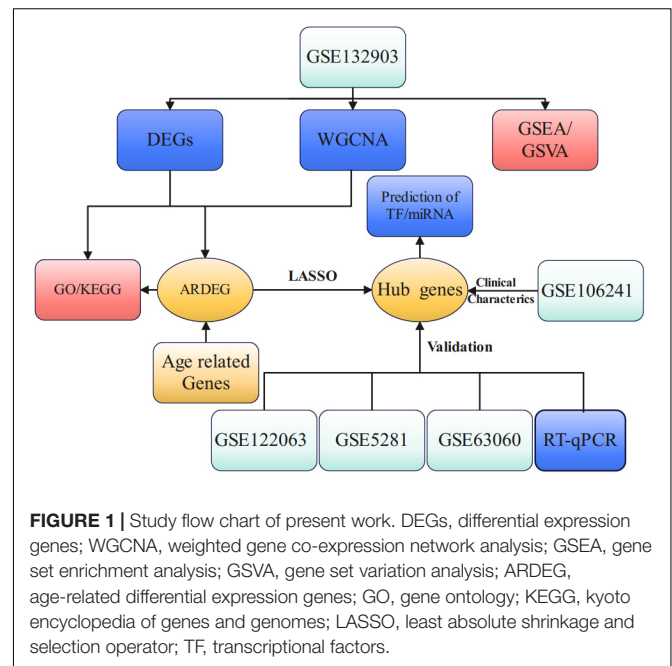 GSE132903
DEGs
WGCNA
GSEA/
GSVA
Prediction of
TF/miRNA
GO/KEGG
ARDEG
LASSO
Hub genes
Clinical
Characterics
GSE106241
Age related
Genes
Validation
GSE122063
GSE5281
GSE63060
RT-qPCR
FIGURE 1 | Study flow chart of present work. DEGs, differential expression
genes; WGCNA, weighted gene co-expression network analysis; GSEA, gene
set enrichment analysis; GSVA, gene set variation analysis; ARDEG,
age-related differential expression genes; GO, gene ontology; KEGG, kyoto
encyclopedia of genes and genomes; LASSO, least absolute shrinkage and
selection operator; TF, transcriptional factors.